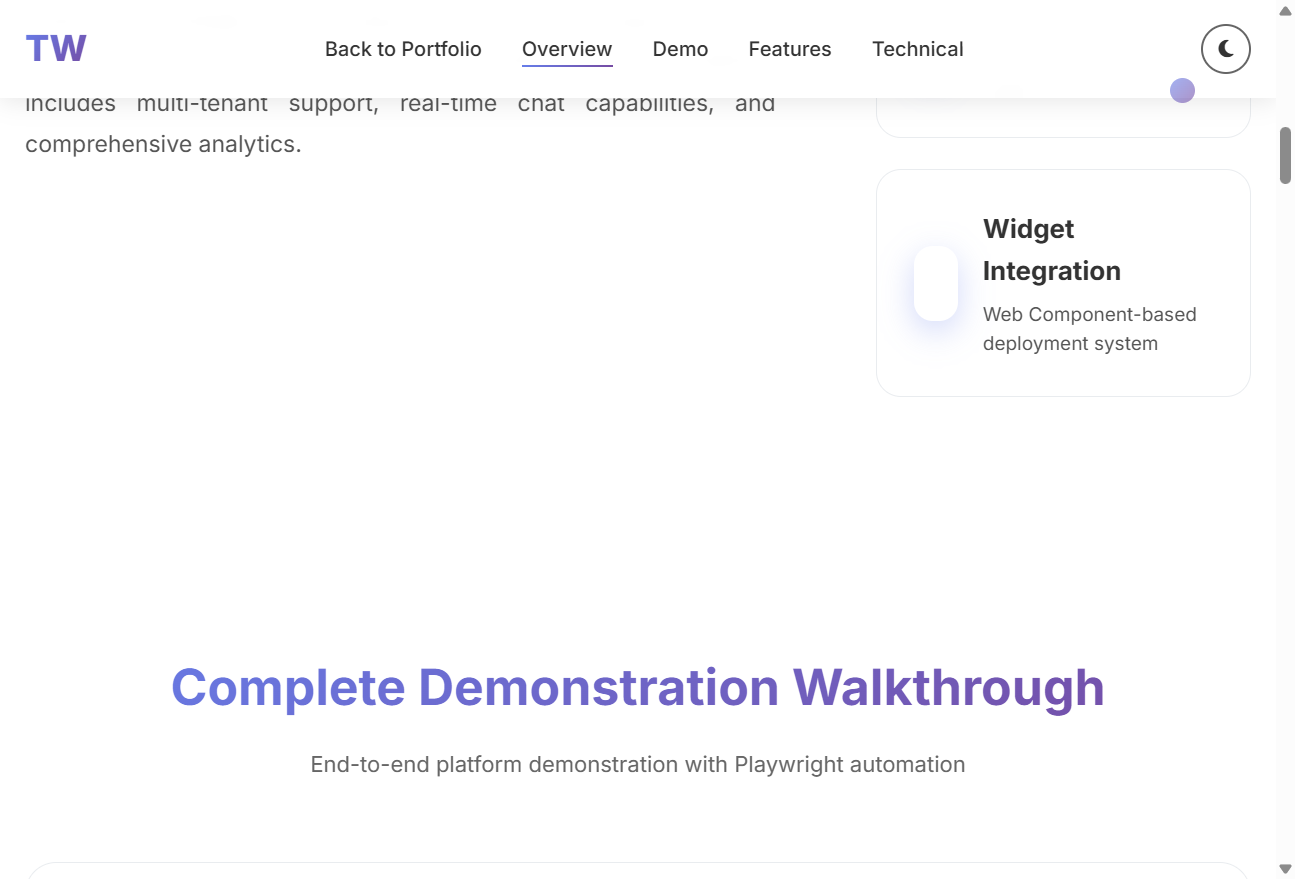 TW
Back to Portfolio
Overview
Demo
Features
Technical
includes multi-tenant support, real-time chat capabilities, and
comprehensive analytics.
Widget
Integration
Web Component-based
deployment system
Complete Demonstration Walkthrough
End-to-end platform demonstration with Playwright automation